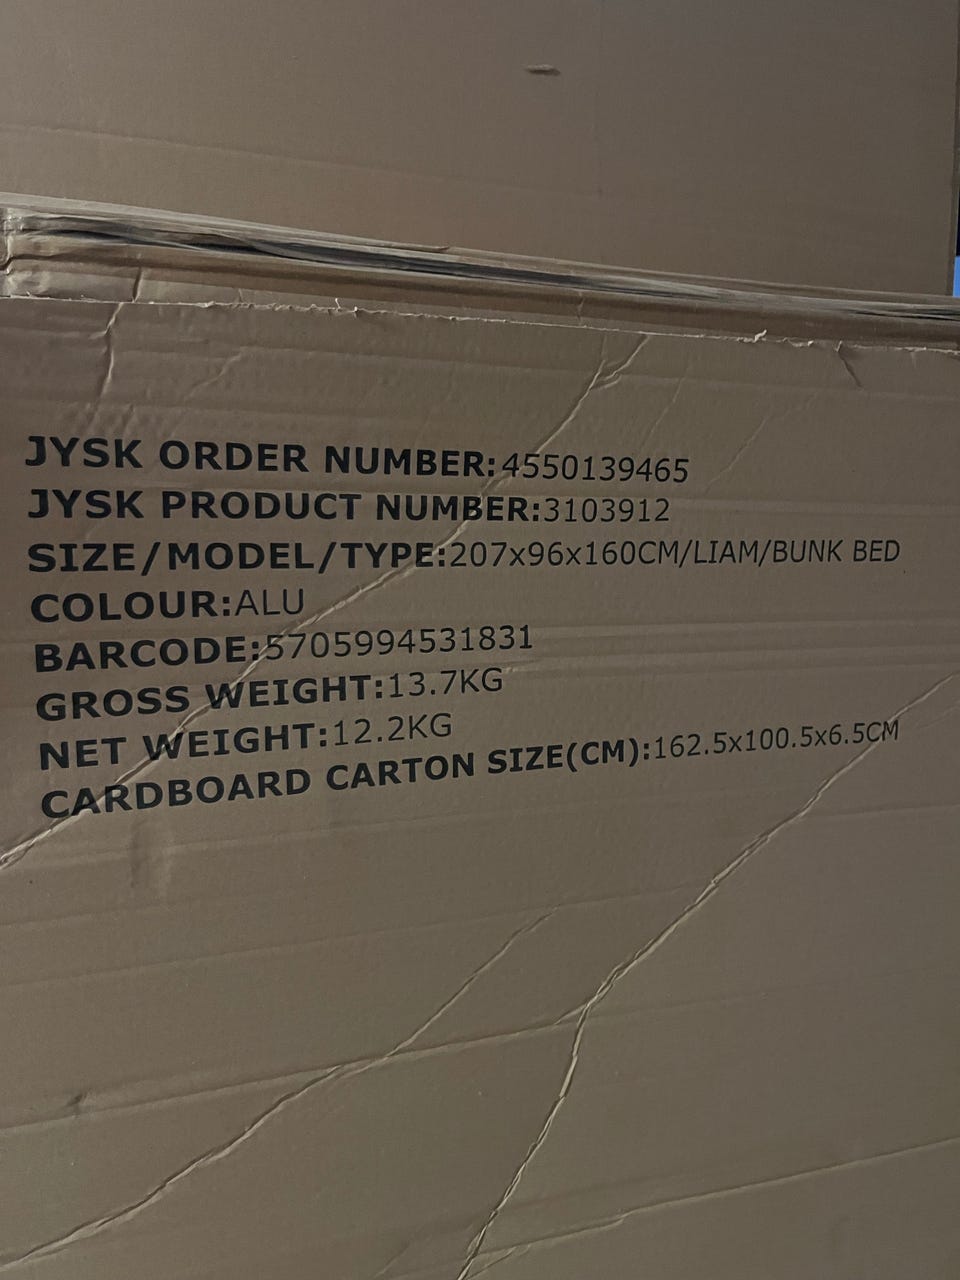 JYSK ORDER NUMBER:4550139465
JYSK PRODUCT NUMBER:3103912
SIZE/MODEL/TYPE:207x96x160CM/LIAM/BUNK BED
COLOUR:ALU
BARCODE:5705994531831
GROSS WEIGHT:13.7KG
NET WEIGHT:12.2KG
CARDBOARD CARTON SIZE(CM):162.5x100.5x6.5CM